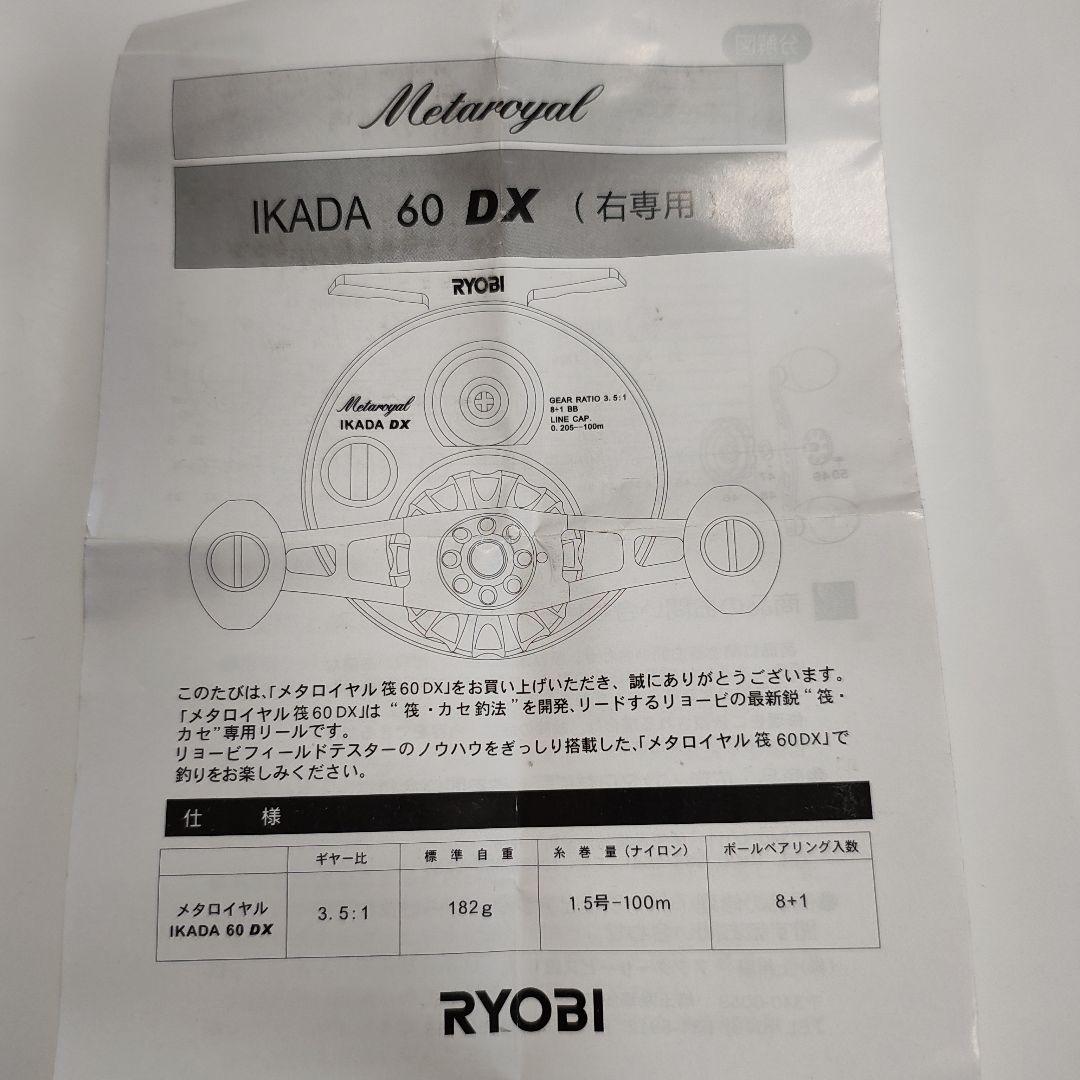 Metaroyal
IKADA 60 DX (右専用)
RYOBI
Metaroyal
IKADA DX
GEAR RATIO 3.5:1
8+1 BB
LINE CAP.
0.205--100m
このたびは、「メタロイヤル筏60DX」をお買い上げいただき、誠にありがとうございます。
「メタロイヤル筏60DX」は“筏・カセ釣法”を開発、リードするリョービの最新鋭“筏・
カセ”専用リールです。
リョービフィールドテスターのノウハウをぎっしり搭載した、「メタロイヤル筏60DX」で
釣りをお楽しみください。
仕 様
ギヤー比 標準自重 糸巻量(ナイロン) ボールベアリング入数
メタロイヤル
IKADA 60 DX 3.5:1 182g 1.5号-100m 8+1
RYOBI